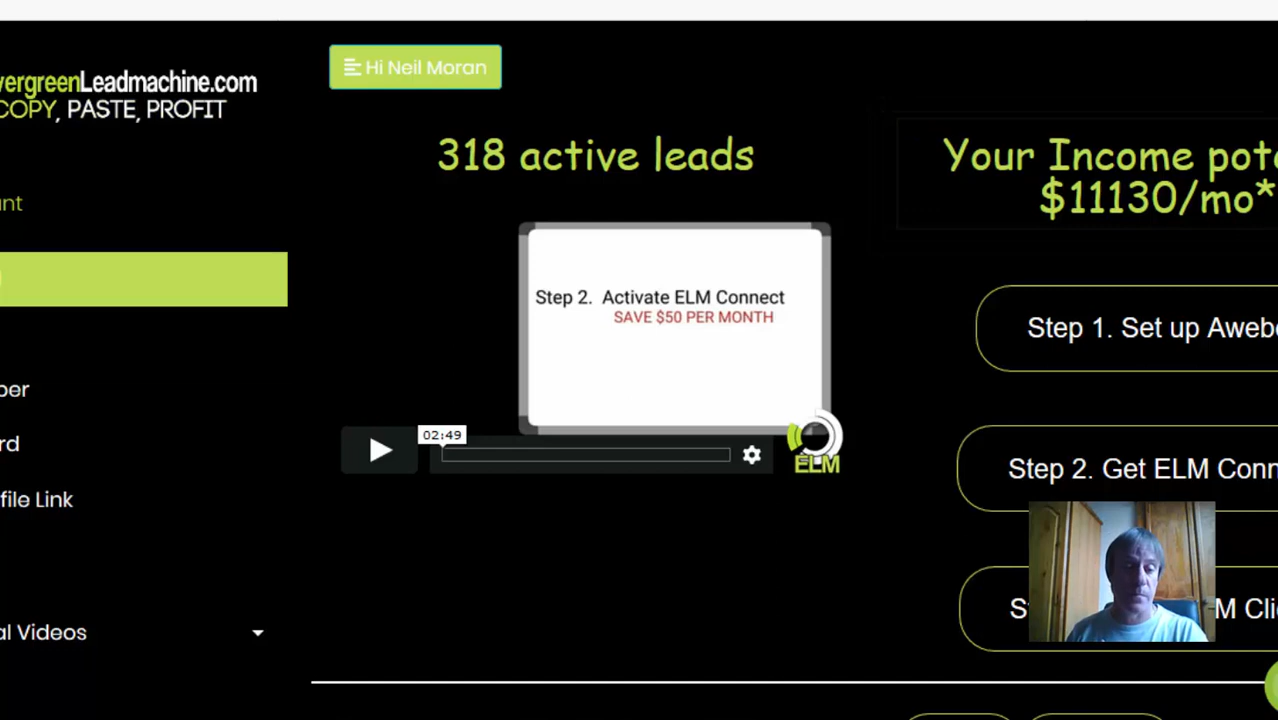 vergreenLeadmachine.com
COPY, PASTE, PROFIT
Hi Neil Moran
318 active leads
Your Income pote
$11130/mo*
nt
Step 2. Activate ELM Connect
SAVE $50 PER MONTH
Step 1. Set up Awebe
02:49
ELM
Step 2. Get ELM Conn
ber
rd
file Link
St
M Clic
al Videos